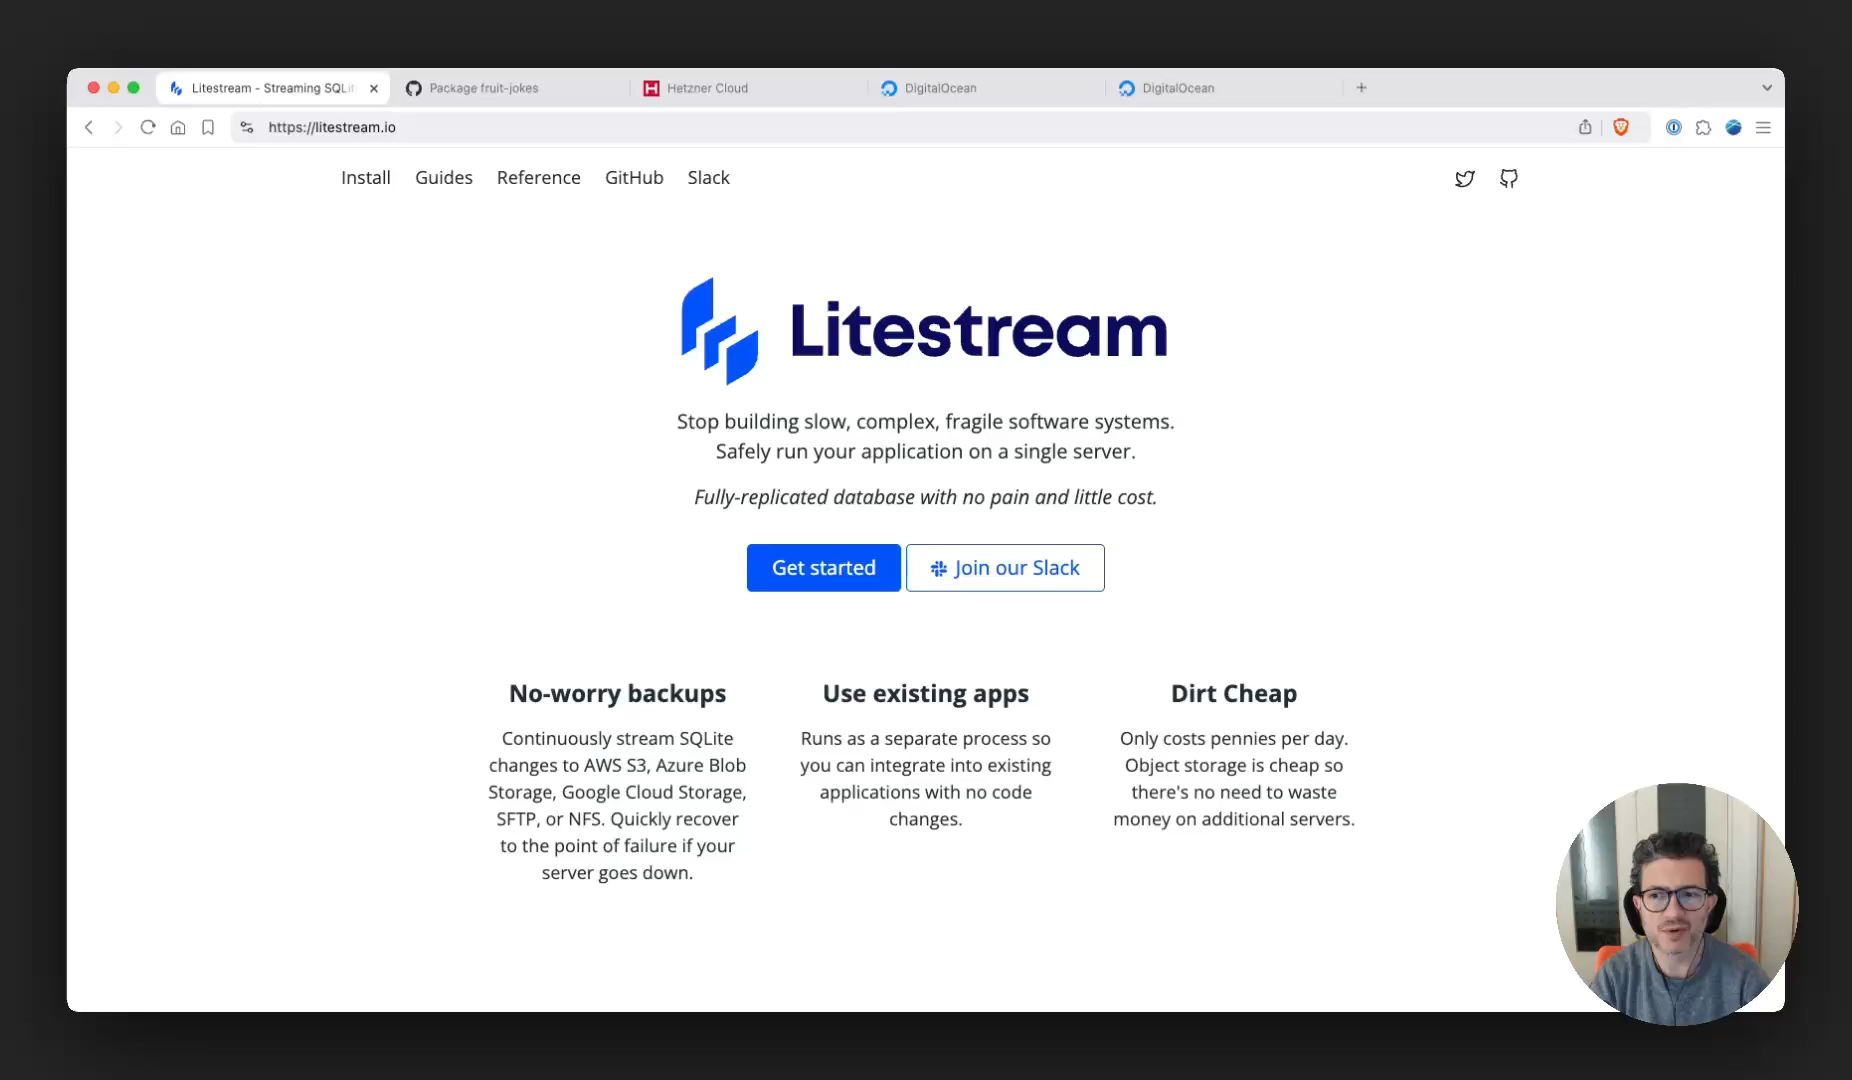 Litestream - Streaming SQLi
Package fruit-jokes
Hetzner Cloud
DigitalOcean
DigitalOcean
https://litestream.io
Install
Guides
Reference
GitHub
Slack
Litestream
Stop building slow, complex, fragile software systems.
Safely run your application on a single server.
Fully-replicated database with no pain and little cost.
Get started
Join our Slack
No-worry backups
Continuously stream SQLite
changes to AWS S3, Azure Blob
Storage, Google Cloud Storage,
SFTP, or NFS. Quickly recover
to the point of failure if your
server goes down.
Use existing apps
Runs as a separate process so
you can integrate into existing
applications with no code
changes.
Dirt Cheap
Only costs pennies per day.
Object storage is cheap so
there's no need to waste
money on additional servers.